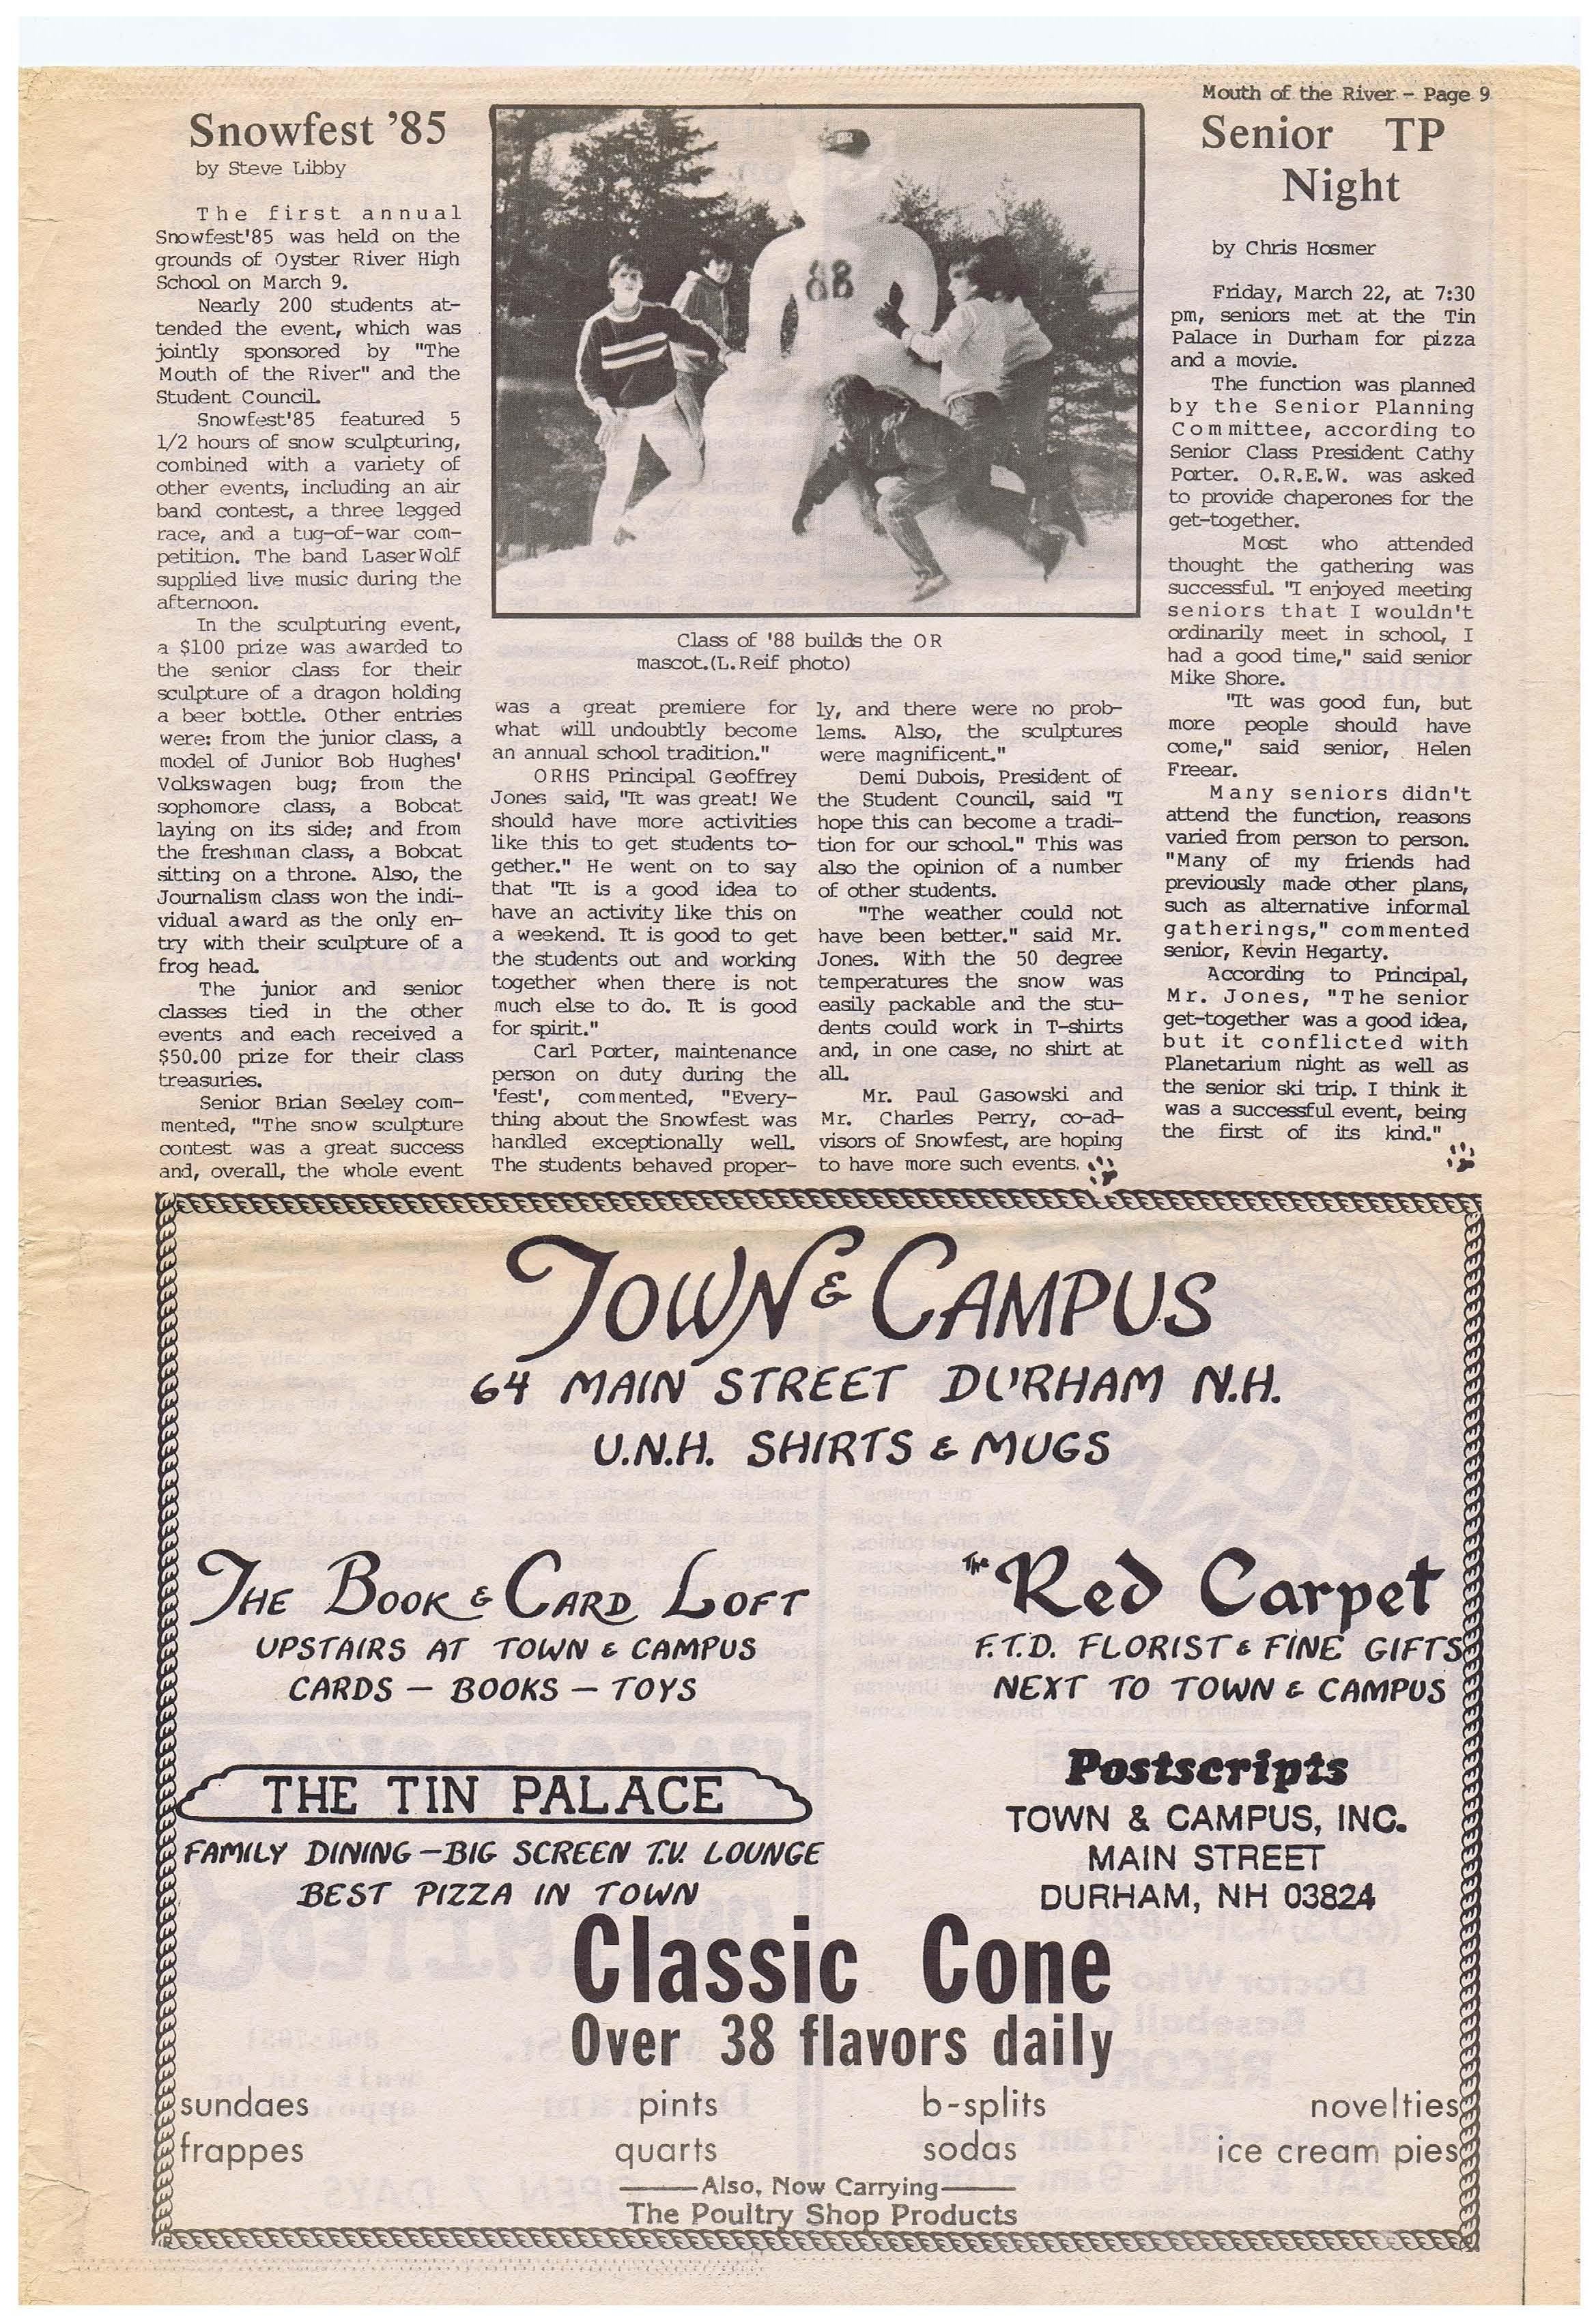 Mouth of the River - Page 9
Snowfest '85
by Steve Libby
The first annual
Snowfest'85 was held on the
grounds of Oyster River High
School on March 9.
Nearly 200 students at-
tended the event, which was
jointly sponsored by "The
Mouth of the River" and the
Student Council.
Snowfest'85 featured 5
1/2 hours of snow sculpturing,
combined with a variety of
other events, including an air
band contest, a three legged
race, and a tug-of-war com-
petition. The band LaserWolf
supplied live music during the
afternoon.
In the sculpturing event,
a $100 prize was awarded to
the senior class for their
sculpture of a dragon holding
a beer bottle. Other entries
were: from the junior class, a
model of Junior Bob Hughes'
Volkswagen bug; from the
sophomore class, a Bobcat
laying on its side; and from
the freshman class, a Bobcat
sitting on a throne. Also, the
Journalism class won the indi-
vidual award as the only en-
try with their sculpture of a
frog head.
The junior and senior
classes tied in the other
events and each received a
$50.00 prize for their class
treasuries.
Senior Brian Seeley com-
mented, "The snow sculpture
contest was a great success
and, overall, the whole event
88
Class of '88 builds the OR
mascot.(L.Reif photo)
was a great premiere for
what will undoubtly become
an annual school tradition."
ORHS Principal Geoffrey
Jones said, "It was great! We
should have more activities
like this to get students to-
gether." He went on to say
that "It is a good idea to
have an activity like this on
a weekend. It is good to get
the students out and working
together when there is not
much else to do. It is good
for spirit."
Carl Porter, maintenance
person on duty during the
'fest', commented, "Every-
thing about the Snowfest was
handled exceptionally well.
The students behaved proper-
ly, and there were no prob-
lems. Also, the sculptures
were magnificent."
Demi Dubois, President of
the Student Council, said "I
hope this can become a tradi-
tion for our school." This was
also the opinion of a number
of other students.
"The weather could not
have been better." said Mr.
Jones. With the 50 degree
temperatures the snow was
easily packable and the stu-
dents could work in T-shirts
and, in one case, no shirt at
all.
Mr. Paul Gasowski and
Mr. Charles Perry, co-ad-
visors of Snowfest, are hoping
to have more such events.
Senior TP
Night
by Chris Hosmer
Friday, March 22, at 7:30
pm, seniors met at the Tin
Palace in Durham for pizza
and a movie.
The function was planned
by the Senior Planning
Committee, according to
Senior Class President Cathy
Porter. O.R.E.W. was asked
to provide chaperones for the
get-together.
Most who attended
thought the gathering was
successful. "I enjoyed meeting
seniors that I wouldn't
ordinarily meet in school, I
had a good time," said senior
Mike Shore.
"It was good fun, but
more people should have
come," said senior, Helen
Freear.
Many seniors didn't
attend the function, reasons
varied from person to person.
"Many of my friends had
previously made other plans,
such as alternative informal
gatherings," commented
senior, Kevin Hegarty.
According to Principal,
Mr. Jones, "The senior
get-together was a good idea,
but it conflicted with
Planetarium night as well as
the senior ski trip. I think it
was a successful event, being
the first of its kind."
TOWN & CAMPUS
64 MAIN STREET DURHAM N.H.
U.N.H. SHIRTS & MUGS
THE BOOK & CARD LOFT
UPSTAIRS AT TOWN & CAMPUS
CARDS — BOOKS — TOYS
The Red Carpet
F.T.D. FLORIST & FINE GIFTS
NEXT TO TOWN & CAMPUS
THE TIN PALACE
FAMILY DINING — BIG SCREEN T.V. LOUNGE
BEST PIZZA IN TOWN
Postscripts
TOWN & CAMPUS, INC.
MAIN STREET
DURHAM, NH 03824
Classic Cone
Over 38 flavors daily
sundaes pints b-splits novelties
frappes quarts sodas ice cream pies
Also, Now Carrying
The Poultry Shop Products